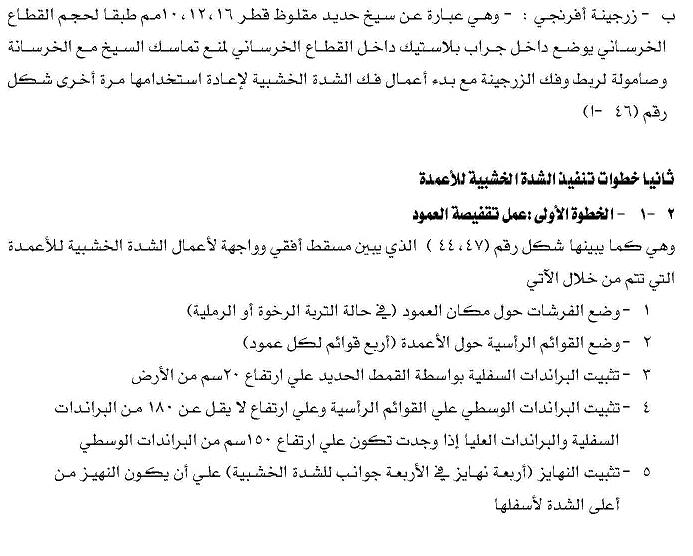 ب - زرجينة أفرنجي : - وهي عبارة عن سيخ حديد مقلوظ قطر ١٠،١٢،١٦مم طبقا لحجم القطاع
الخرساني يوضع داخل جراب بلاستيك داخل القطاع الخرساني لمنع تماسك السيخ مع الخرسانة
وصامولة لربط وفك الزرجينة مع بدء أعمال فك الشدة الخشبية لإعادة استخدامها مرة أخرى شكل
رقم (٤٦ -١)
ثانيا خطوات تنفيذ الشدة الخشبية للأعمدة
٢ -١ - الخطوة الأولى :عمل تقفيصة العمود
وهي كما يبينها شكل رقم (٤٤،٤٧ ) الذي يبين مسقط أفقي وواجهة لأعمال الشدة الخشبية للأعمدة
التي تتم من خلال الآتي
١ -وضع الفرشات حول مكان العمود (في حالة التربة الرخوة أو الرملية)
٢ -وضع القوائم الرأسية حول الأعمدة (أربع قوائم لكل عمود)
٣ -تثبيت البراندات السفلية بواسطة القمط الحديد علي ارتفاع ٢٠سم من الأرض
٤ -تثبيت البراندات الوسطي علي القوائم الرأسية وعلي ارتفاع لا يقل عن ١٨٠ من البراندات
السفلية والبراندات العليا إذا وجدت تكون علي ارتفاع ١٥٠سم من البراندات الوسطي
٥ -تثبيت النهايز (أربعة نهايز في الأربعة جوانب للشدة الخشبية) علي أن يكون النهيز من
أعلى الشدة لأسفلها